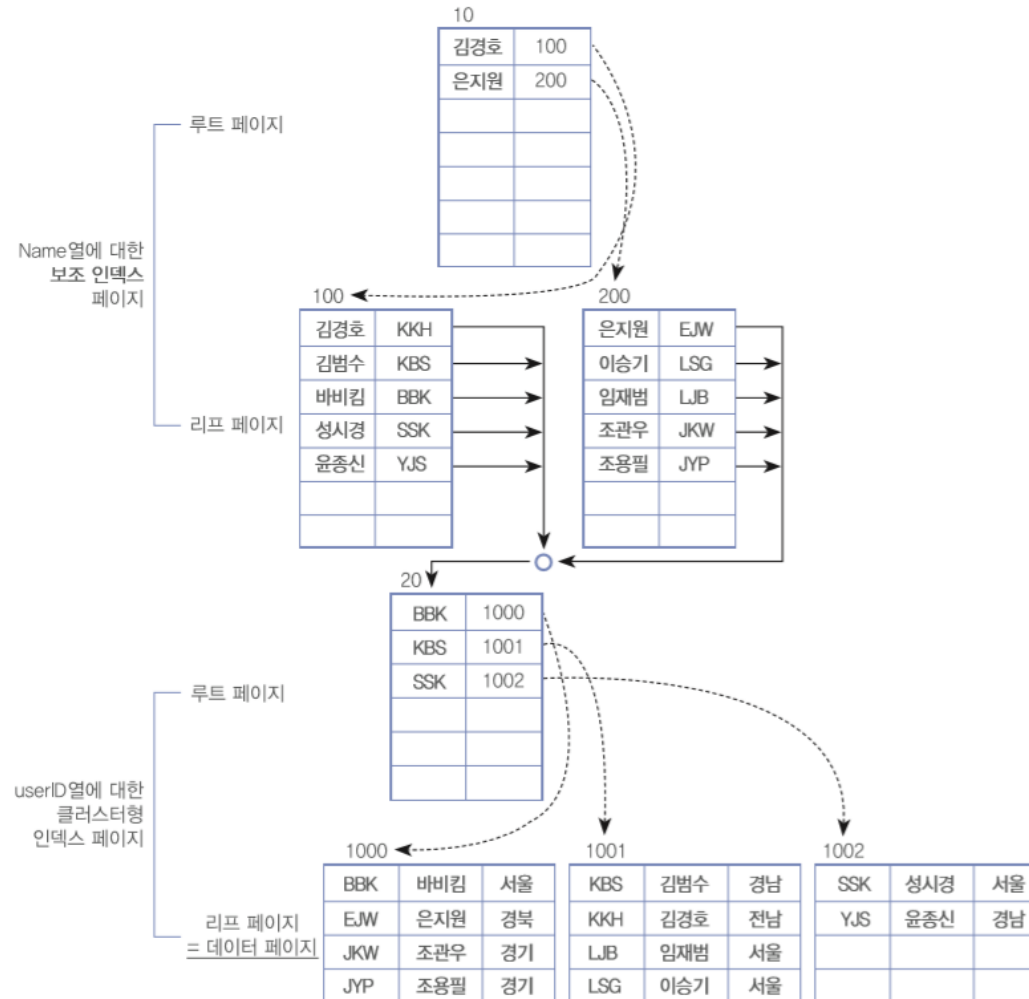 10
김경호 100
은지원 200
루트 페이지
Name열에 대한
보조 인덱스
페이지
100
김경호 KKH
김범수 KBS
바비킴 BBK
성시경 SSK
윤종신 YJS
200
은지원 EJW
이승기 LSG
임재범 LJB
조관우 JKW
조용필 JYP
리프 페이지
20
BBK 1000
KBS 1001
SSK 1002
루트 페이지
userID열에 대한
클러스터형
인덱스 페이지
1000
BBK 바비킴 서울
EJW 은지원 경북
JKW 조관우 경기
JYP 조용필 경기
1001
KBS 김범수 경남
KKH 김경호 전남
LJB 임재범 서울
LSG 이승기 서울
1002
SSK 성시경 서울
YJS 윤종신 경남
리프 페이지
= 데이터 페이지